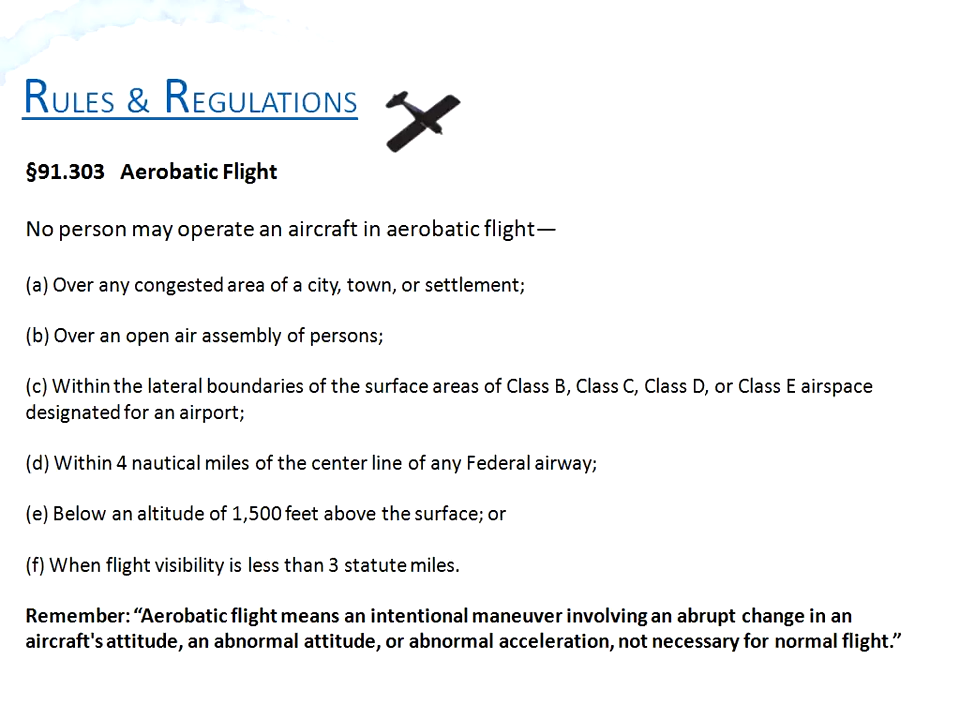 RULES & REGULATIONS
§91.303 Aerobatic Flight
No person may operate an aircraft in aerobatic flight—
(a) Over any congested area of a city, town, or settlement;
(b) Over an open air assembly of persons;
(c) Within the lateral boundaries of the surface areas of Class B, Class C, Class D, or Class E airspace
designated for an airport;
(d) Within 4 nautical miles of the center line of any Federal airway;
(e) Below an altitude of 1,500 feet above the surface; or
(f) When flight visibility is less than 3 statute miles.
Remember: “Aerobatic flight means an intentional maneuver involving an abrupt change in an
aircraft's attitude, an abnormal attitude, or abnormal acceleration, not necessary for normal flight.”